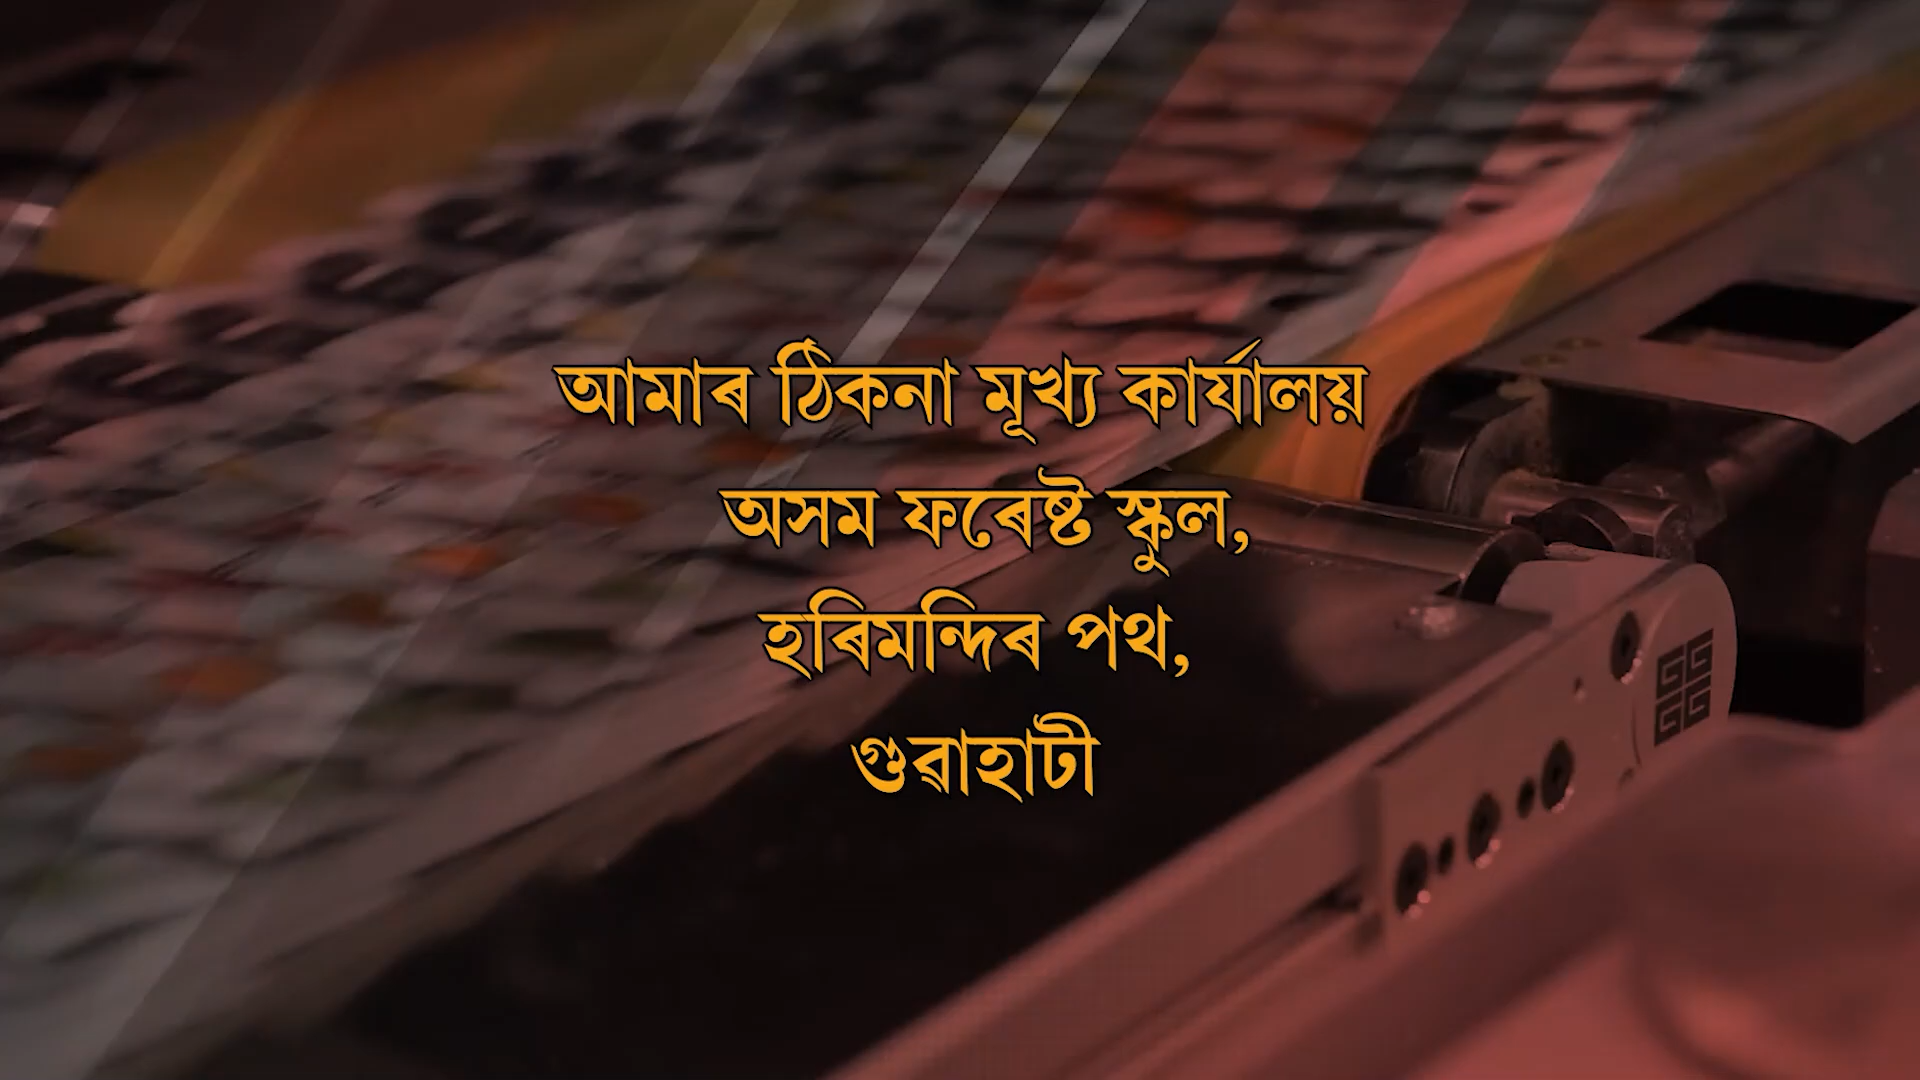 আমাৰ ঠিকনা মূখ্য কাৰ্যালয়
অসম ফৰেষ্ট স্কুল,
হৰিমন্দিৰ পথ,
গুৱাহাটী